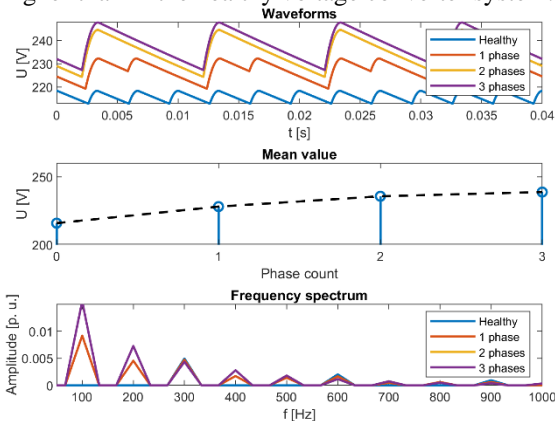 Waveforms
240
230
220
U [V]
0
0.005
0.01
0.015
0.02
0.025
0.03
0.035
0.04
t [s]
Healthy
1 phase
2 phases
3 phases
Mean value
250
U [V]
200
0
1
2
3
Phase count
Frequency spectrum
0.01
0.005
0
Amplitude [p. u.]
100
200
300
400
500
600
700
800
900
1000
f [Hz]
Healthy
1 phase
2 phases
3 phases